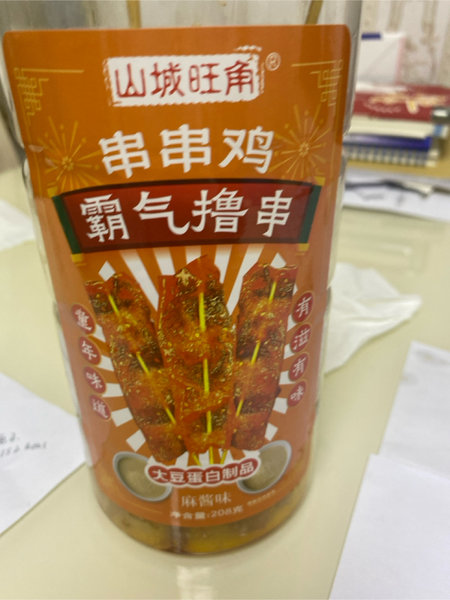 山城旺角®
串串鸡
霸气撸串
童年味道
有滋有味
大豆蛋白制品
麻酱味
净含量:208克